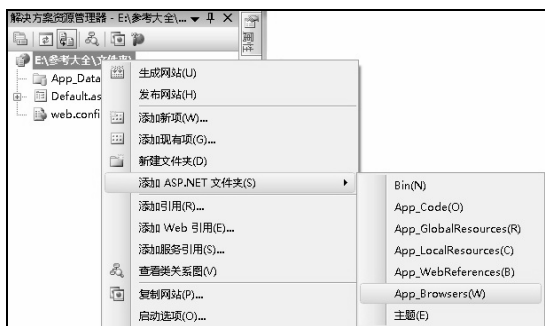 解决方案资源管理器 - E:\参考大全\...
E:\参考大全\文件夹\
App_Data
Default.as
web.confi
生成网站(U)
发布网站(H)
添加新项(W)...
添加现有项(G)...
新建文件夹(D)
添加 ASP.NET 文件夹(S)
添加引用(R)...
添加 Web 引用(E)...
添加服务引用(S)...
查看类关系图(V)
复制网站(P)...
启动选项(O)...
Bin(N)
App_Code(O)
App_GlobalResources(R)
App_LocalResources(C)
App_WebReferences(B)
App_Browsers(W)
主题(E)